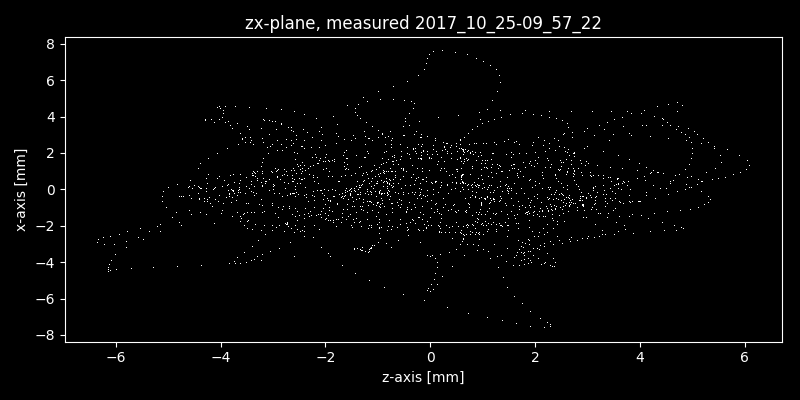 zx-plane, measured 2017_10_25-09_57_22
8
6
4
2
0
−2
−4
−6
−8
x-axis [mm]
−6 −4 −2 0 2 4 6
z-axis [mm]